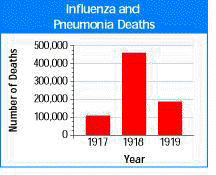 Influenza and
Pneumonia Deaths
Number of Deaths
500,000
400,000
300,000
200,000
100,000
0
1917 1918 1919
Year